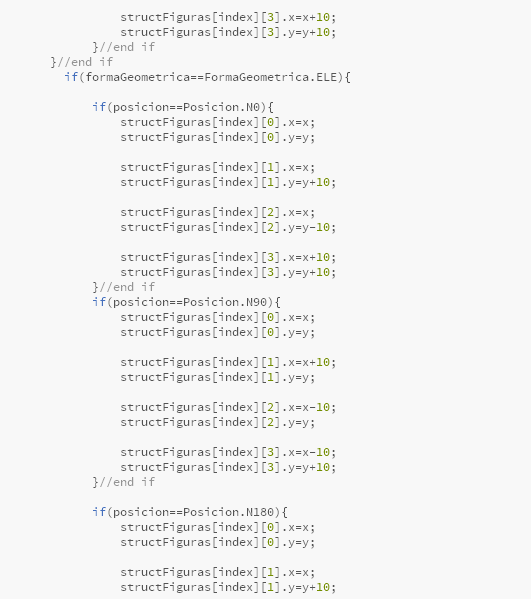 structFiguras[index][3].x=x+10;
structFiguras[index][3].y=y+10;
}//end if
}//end if
if(formaGeometrica==FormaGeometrica.ELE){
if(posicion==Posicion.N0){
structFiguras[index][0].x=x;
structFiguras[index][0].y=y;
structFiguras[index][1].x=x;
structFiguras[index][1].y=y+10;
structFiguras[index][2].x=x;
structFiguras[index][2].y=y-10;
structFiguras[index][3].x=x+10;
structFiguras[index][3].y=y+10;
}//end if
if(posicion==Posicion.N90){
structFiguras[index][0].x=x;
structFiguras[index][0].y=y;
structFiguras[index][1].x=x+10;
structFiguras[index][1].y=y;
structFiguras[index][2].x=x-10;
structFiguras[index][2].y=y;
structFiguras[index][3].x=x-10;
structFiguras[index][3].y=y+10;
}//end if
if(posicion==Posicion.N180){
structFiguras[index][0].x=x;
structFiguras[index][0].y=y;
structFiguras[index][1].x=x;
structFiguras[index][1].y=y+10;